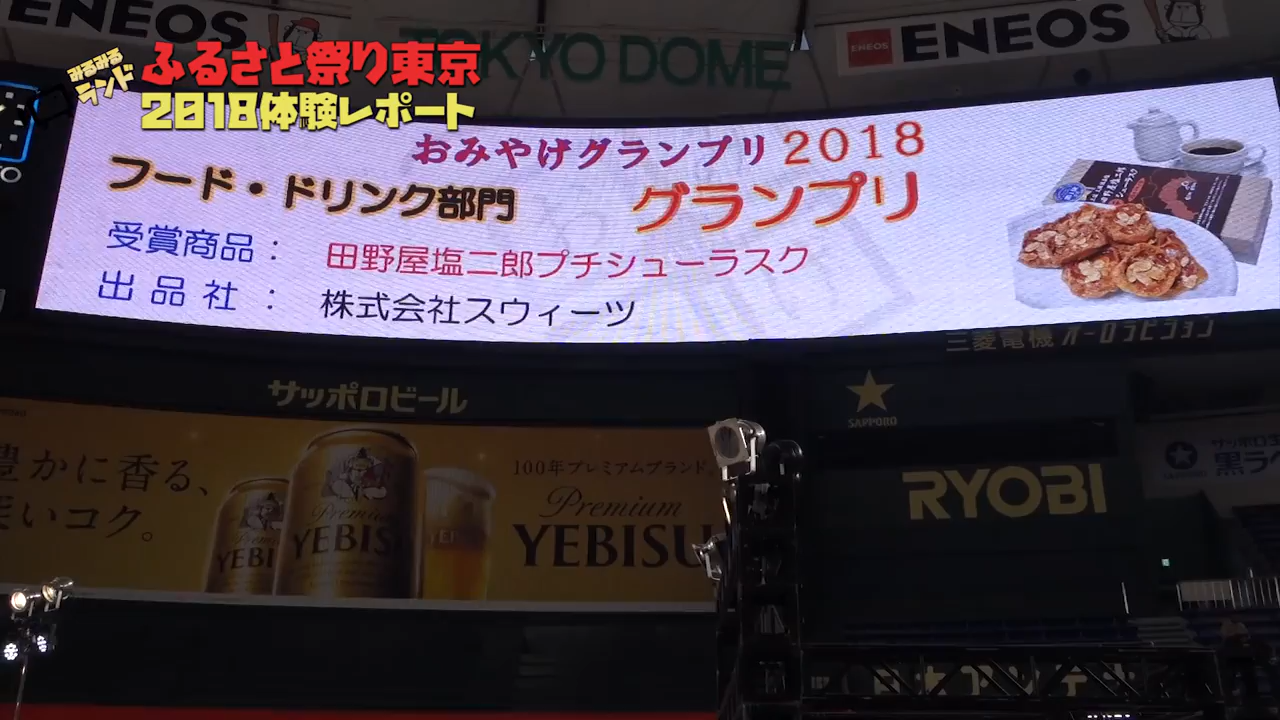 ENEOS
ENEOS
ENEOS
TOKYO DOME
みるみる
ランド
ふるさと祭り東京
2018体験レポート
おみやげグランプリ2018
フード・ドリンク部門
グランプリ
受賞商品： 田野屋塩二郎プチシューラスク
出品社： 株式会社スウィーツ
三菱電機 オーロラビジョン
サッポロビール
SAPPORO
豊かに香る、
深いコク。
100年プレミアムブランド。
Premium
YEBISU
Premium
YEBIS
YEBI
RYOBI